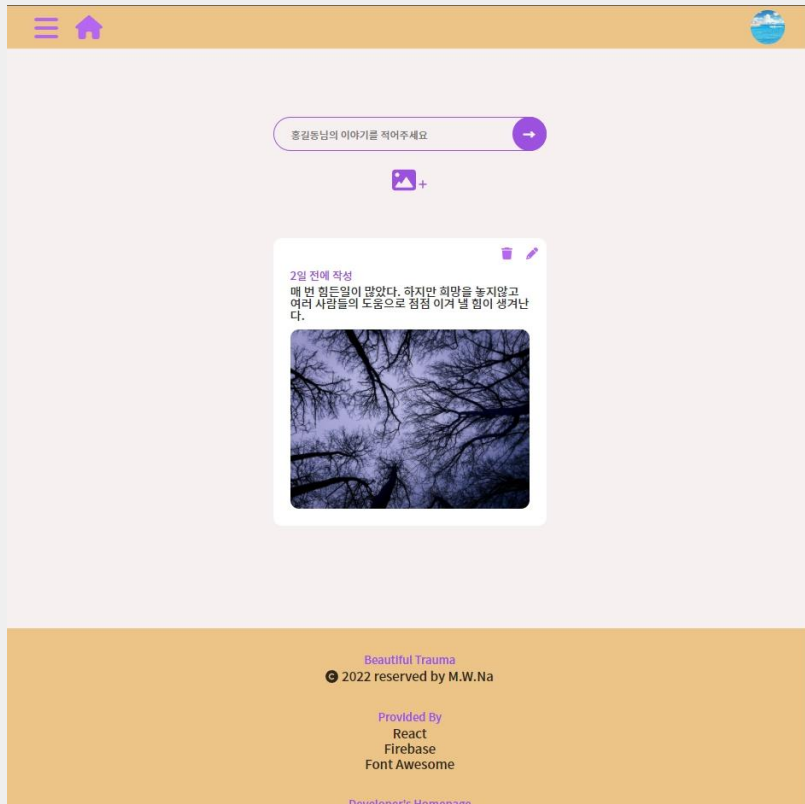 홍길동님의 이야기를 적어주세요
+
2일 전에 작성
매 번 힘든일이 많았다. 하지만 희망을 놓지않고
여러 사람들의 도움으로 점점 이겨 낼 힘이 생겨난
다.
Beautiful Trauma
© 2022 reserved by M.W.Na
Provided By
React
Firebase
Font Awesome
Developer's Homepage